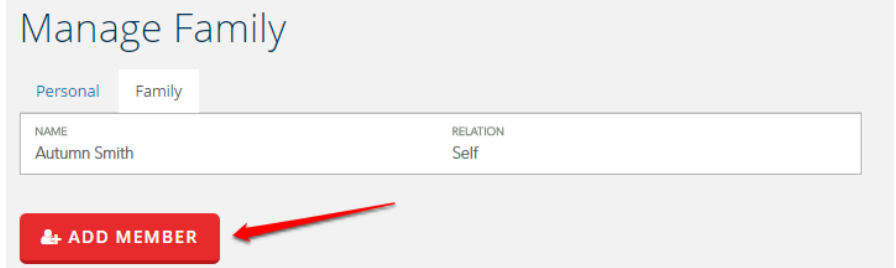 Manage Family
Personal Family
NAME RELATION
Autumn Smith Self
ADD MEMBER